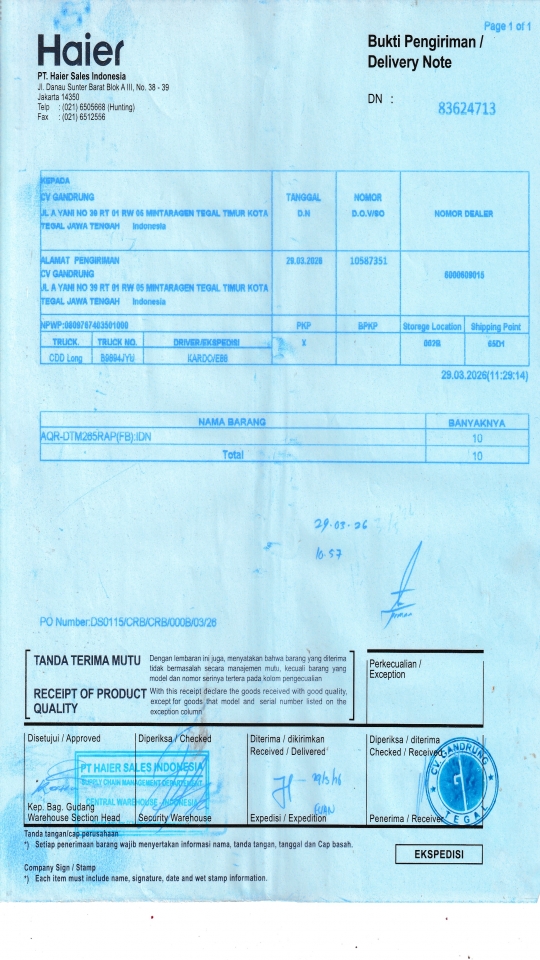 Page 1 of 1
Haier
Bukti Pengiriman /
Delivery Note
PT. Haier Sales Indonesia
Jl. Danau Sunter Barat Blok A III, No. 38 - 39
Jakarta 14350
Telp : (021) 6505668 (Hunting)
Fax : (021) 6512556
DN : 83624713
KEPADA
CV GANDRUNG
JL A YANI NO 39 RT 01 RW 05 MINTARAGEN TEGAL TIMUR KOTA
TEGAL JAWA TENGAH Indonesia
TANGGAL
D.N
NOMOR
D.O.V/SO
NOMOR DEALER
ALAMAT PENGIRIMAN
CV GANDRUNG
JL A YANI NO 39 RT 01 RW 05 MINTARAGEN TEGAL TIMUR KOTA
TEGAL JAWA TENGAH Indonesia
29.03.2026
10587351
NPWP:
PKP
BPKP
Storage Location
Shipping Point
TRUCK.
TRUCK NO.
DRIVER/EKSPEDISI
X
CDD Long
29.03.2026(11:29:14)
NAMA BARANG
BANYAKNYA
AQR-DTM265RAP(FB):IDN
10
Total
10
29-03-26
10.57
PO Number:DS0115/CRB/CRB/000B/03/26
TANDA TERIMA MUTU
Dengan lembaran ini juga, menyatakan bahwa barang yang diterima
tidak bermasalah secara manajemen mutu, kecuali barang yang
model dan nomor serinya tertera pada kolom pengecualian
RECEIPT OF PRODUCT
QUALITY
With this receipt declare the goods received with good quality,
except for goods that model and serial number listed on the
exception column
Perkecualian /
Exception
Disetujui / Approved
Diperiksa / Checked
Diterima / dikirimkan
Received / Delivered
Diperiksa / diterima
Checked / Received
PT HAIER SALES INDONESIA
SUPPLY CHAIN MANAGEMENT DEPARTEMENT
CENTRAL WAREHOUSE - INDONESIA
CV. GANDRUNG
TEGAL
Kep. Bag. Gudang
Warehouse Section Head
Security Warehouse
Expedisi / Expedition
Penerima / Receiver
Tanda tangan/cap perusahaan
*) Setiap penerimaan barang wajib menyertakan informasi nama, tanda tangan, tanggal dan Cap basah.
EKSPEDISI
Company Sign / Stamp
*) Each item must include name, signature, date and wet stamp information.